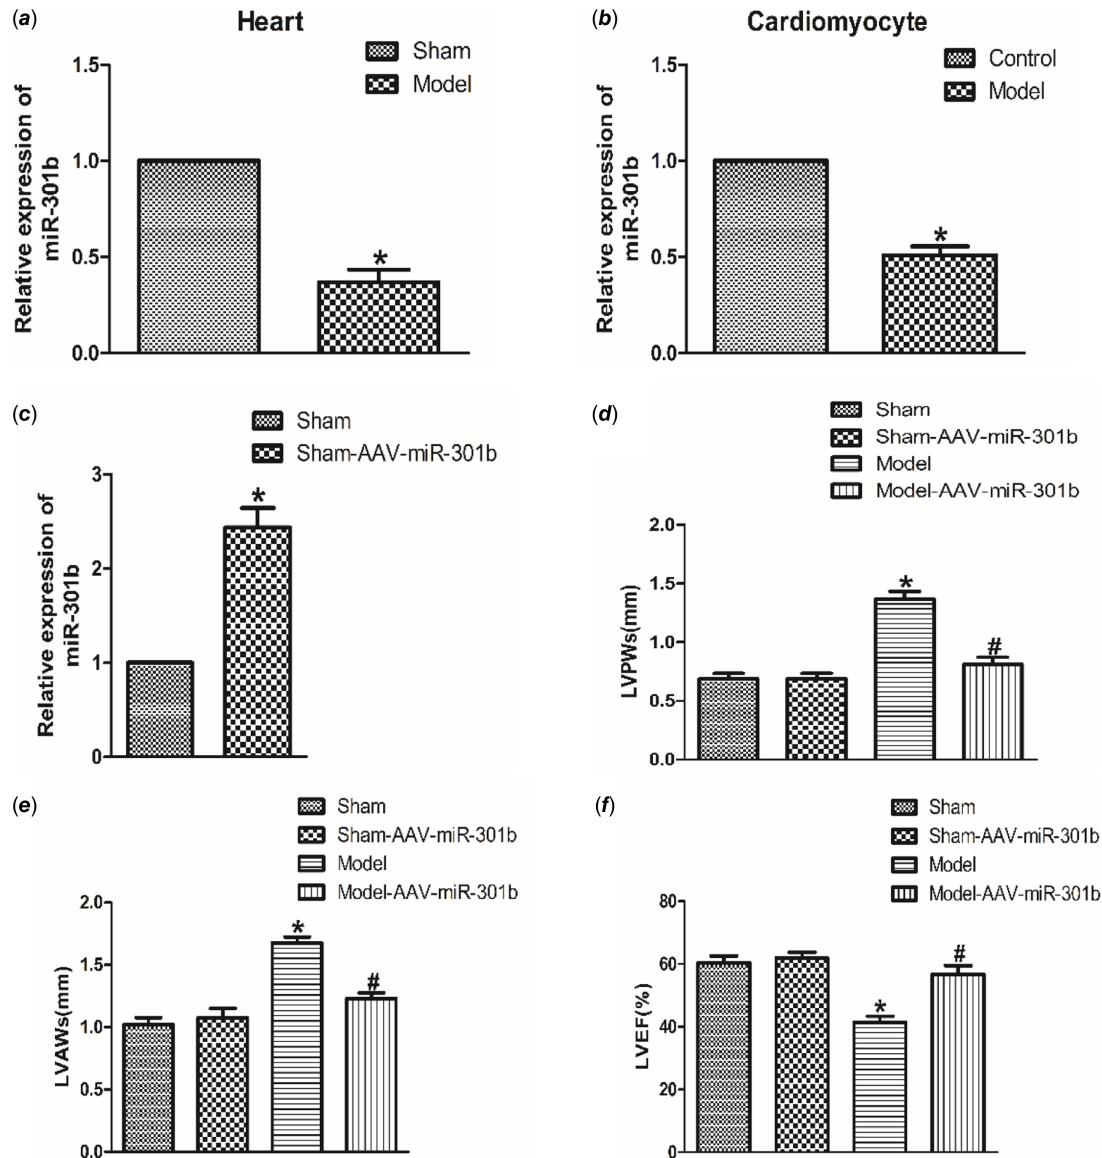 (a)
Heart
Sham
Model
Relative expression of
miR-301b
1.5
1.0
0.5
0.0
*
(b)
Cardiomyocyte
Control
Model
Relative expression of
miR-301b
1.5
1.0
0.5
0.0
*
(c)
Sham
Sham-AAV-miR-301b
Relative expression of
miR-301b
3
2
1
0
*
(d)
Sham
Sham-AAV-miR-301b
Model
Model-AAV-miR-301b
LVPWs(mm)
2.0
1.5
1.0
0.5
0.0
*
#
(e)
Sham
Sham-AAV-miR-301b
Model
Model-AAV-miR-301b
LVAWs(mm)
2.0
1.5
1.0
0.5
0.0
*
#
(f)
Sham
Sham-AAV-miR-301b
Model
Model-AAV-miR-301b
LVEF(%)
80
60
40
20
0
*
#